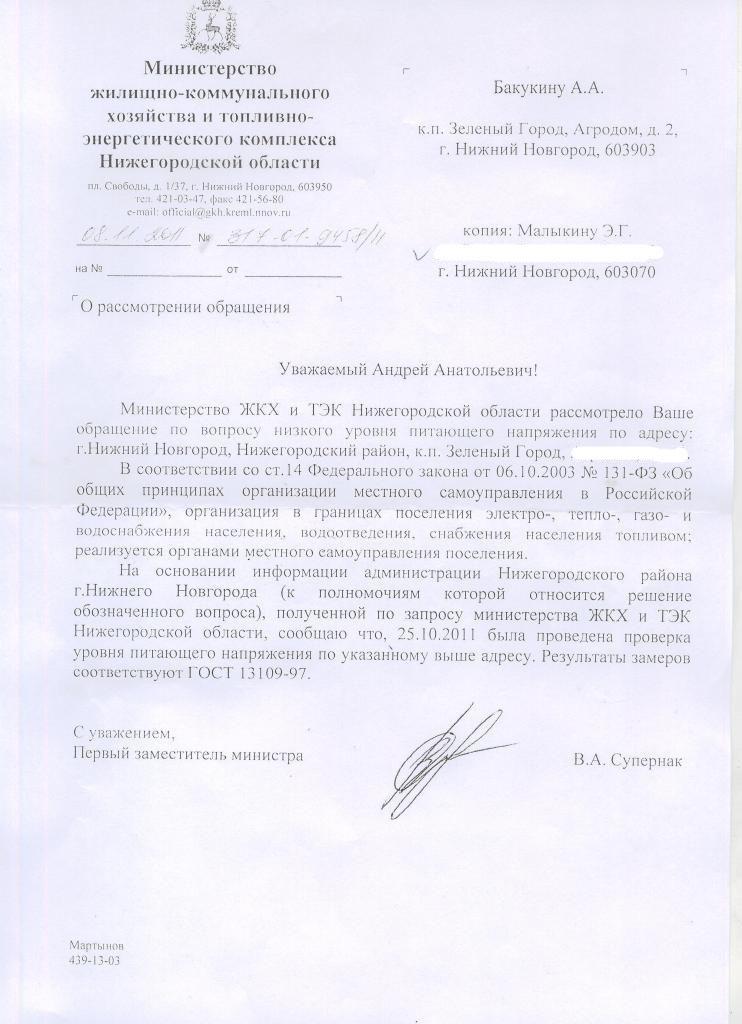 Министерство
жилищно-коммунального
хозяйства и топливно-
энергетического комплекса
Нижегородской области
пл. Свободы, д. 1/37, г. Нижний Новгород, 603950
тел. 421-03-47, факс 421-56-80
e-mail: official@gkh.kreml.nnov.ru
08.11 2011 № 317-01-9458/11
на № от
О рассмотрении обращения
Бакукину А.А.
к.п. Зеленый Город, Агродом, д. 2,
г. Нижний Новгород, 603903
копия: Малыкину Э.Г.
г. Нижний Новгород, 603070
Уважаемый Андрей Анатольевич!
Министерство ЖКХ и ТЭК Нижегородской области рассмотрело Ваше
обращение по вопросу низкого уровня питающего напряжения по адресу:
г.Нижний Новгород, Нижегородский район, к.п. Зеленый Город,
В соответствии со ст.14 Федерального закона от 06.10.2003 № 131-ФЗ «Об
общих принципах организации местного самоуправления в Российской
Федерации», организация в границах поселения электро-, тепло-, газо- и
водоснабжения населения, водоотведения, снабжения населения топливом;
реализуется органами местного самоуправления поселения.
На основании информации администрации Нижегородского района
г.Нижнего Новгорода (к полномочиям которой относится решение
обозначенного вопроса), полученной по запросу министерства ЖКХ и ТЭК
Нижегородской области, сообщаю что, 25.10.2011 была проведена проверка
уровня питающего напряжения по указанному выше адресу. Результаты замеров
соответствуют ГОСТ 13109-97.
С уважением,
Первый заместитель министра
В.А. Супернак
Мартынов
439-13-03